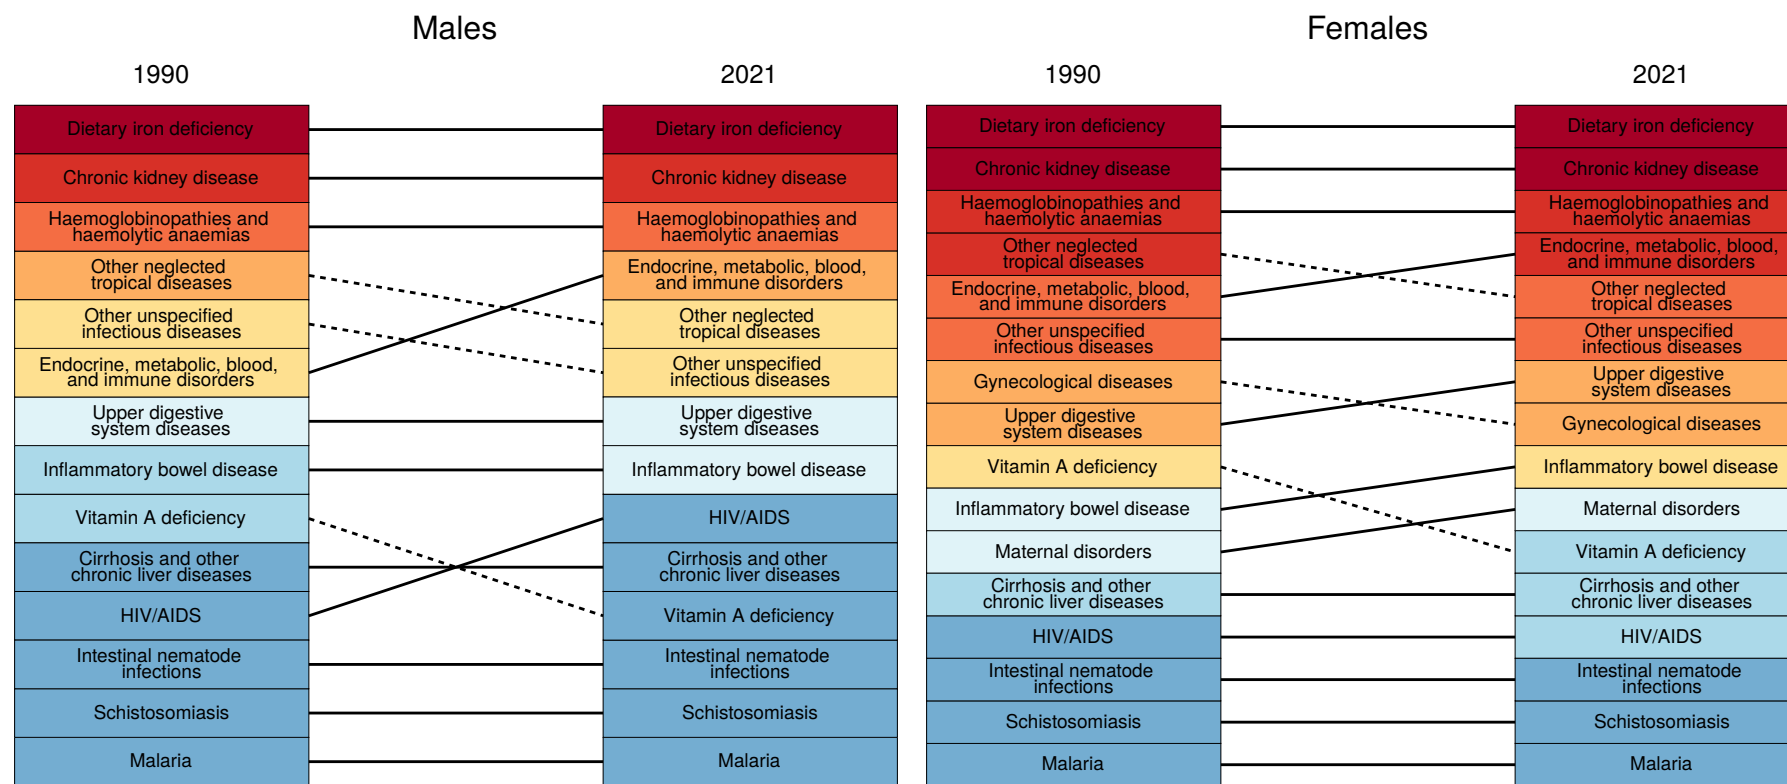 Males
1990
2021
Dietary iron deficiency
Chronic kidney disease
Haemoglobinopathies and
haemolytic anaemias
Other neglected
tropical diseases
Other unspecified
infectious diseases
Endocrine, metabolic, blood,
and immune disorders
Upper digestive
system diseases
Inflammatory bowel disease
Vitamin A deficiency
Cirrhosis and other
chronic liver diseases
HIV/AIDS
Intestinal nematode
infections
Schistosomiasis
Malaria
Dietary iron deficiency
Chronic kidney disease
Haemoglobinopathies and
haemolytic anaemias
Endocrine, metabolic, blood,
and immune disorders
Other neglected
tropical diseases
Other unspecified
infectious diseases
Upper digestive
system diseases
Inflammatory bowel disease
HIV/AIDS
Cirrhosis and other
chronic liver diseases
Vitamin A deficiency
Intestinal nematode
infections
Schistosomiasis
Malaria
Females
1990
2021
Dietary iron deficiency
Chronic kidney disease
Haemoglobinopathies and
haemolytic anaemias
Other neglected
tropical diseases
Endocrine, metabolic, blood,
and immune disorders
Other unspecified
infectious diseases
Gynecological diseases
Upper digestive
system diseases
Vitamin A deficiency
Inflammatory bowel disease
Maternal disorders
Cirrhosis and other
chronic liver diseases
HIV/AIDS
Intestinal nematode
infections
Schistosomiasis
Malaria
Dietary iron deficiency
Chronic kidney disease
Haemoglobinopathies and
haemolytic anaemias
Endocrine, metabolic, blood,
and immune disorders
Other neglected
tropical diseases
Other unspecified
infectious diseases
Upper digestive
system diseases
Gynecological diseases
Inflammatory bowel disease
Maternal disorders
Vitamin A deficiency
Cirrhosis and other
chronic liver diseases
HIV/AIDS
Intestinal nematode
infections
Schistosomiasis
Malaria